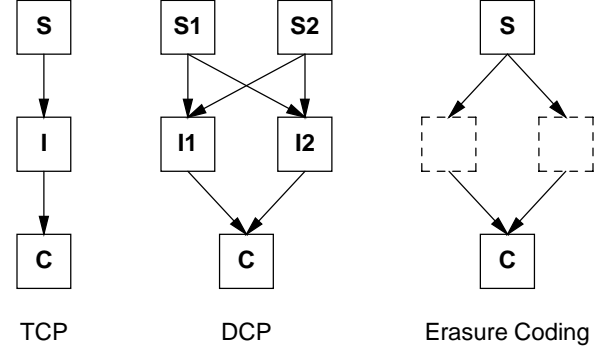 S S1 S2 S
I I1 I2
C C C
TCP DCP Erasure Coding